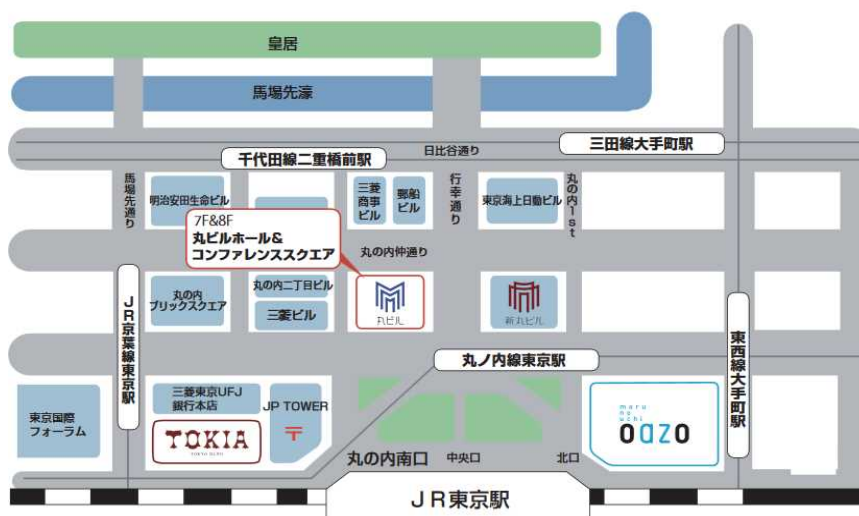 皇居
馬場先濠
三田線大手町駅
日比谷通り
千代田線二重橋前駅
馬場先通り
明治安田生命ビル
三菱
商事
ビル
郵船
ビル
行幸通り
東京海上日動ビル
丸の内1st
7F&8F
丸ビルホール&
コンファレンススクエア
丸の内仲通り
JR京葉線東京駅
丸の内
ブリックスクエア
丸の内二丁目ビル
三菱ビル
丸ビル
新丸ビル
東西線大手町駅
丸ノ内線東京駅
東京国際
フォーラム
三菱東京UFJ
銀行本店
TOKIA
JP TOWER
〒
maru
no
uchi
oazo
丸の内南口
中央口
北口
JR東京駅